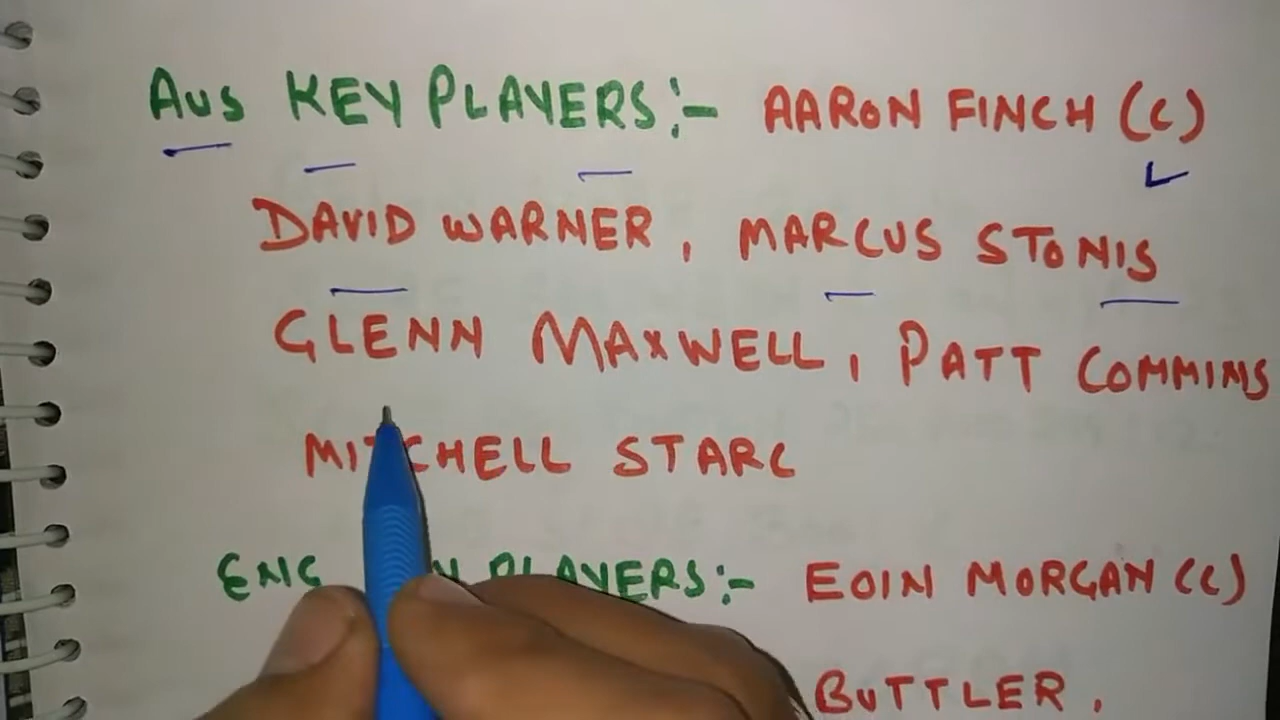 AUS KEY PLAYERS:- AARON FINCH (C)
DAVID WARNER, MARCUS STONIS
GLENN MAXWELL, PATT COMMINS
MITCHELL STARC
ENG PLAYERS:- EOIN MORGAN (C)
BUTTLER,